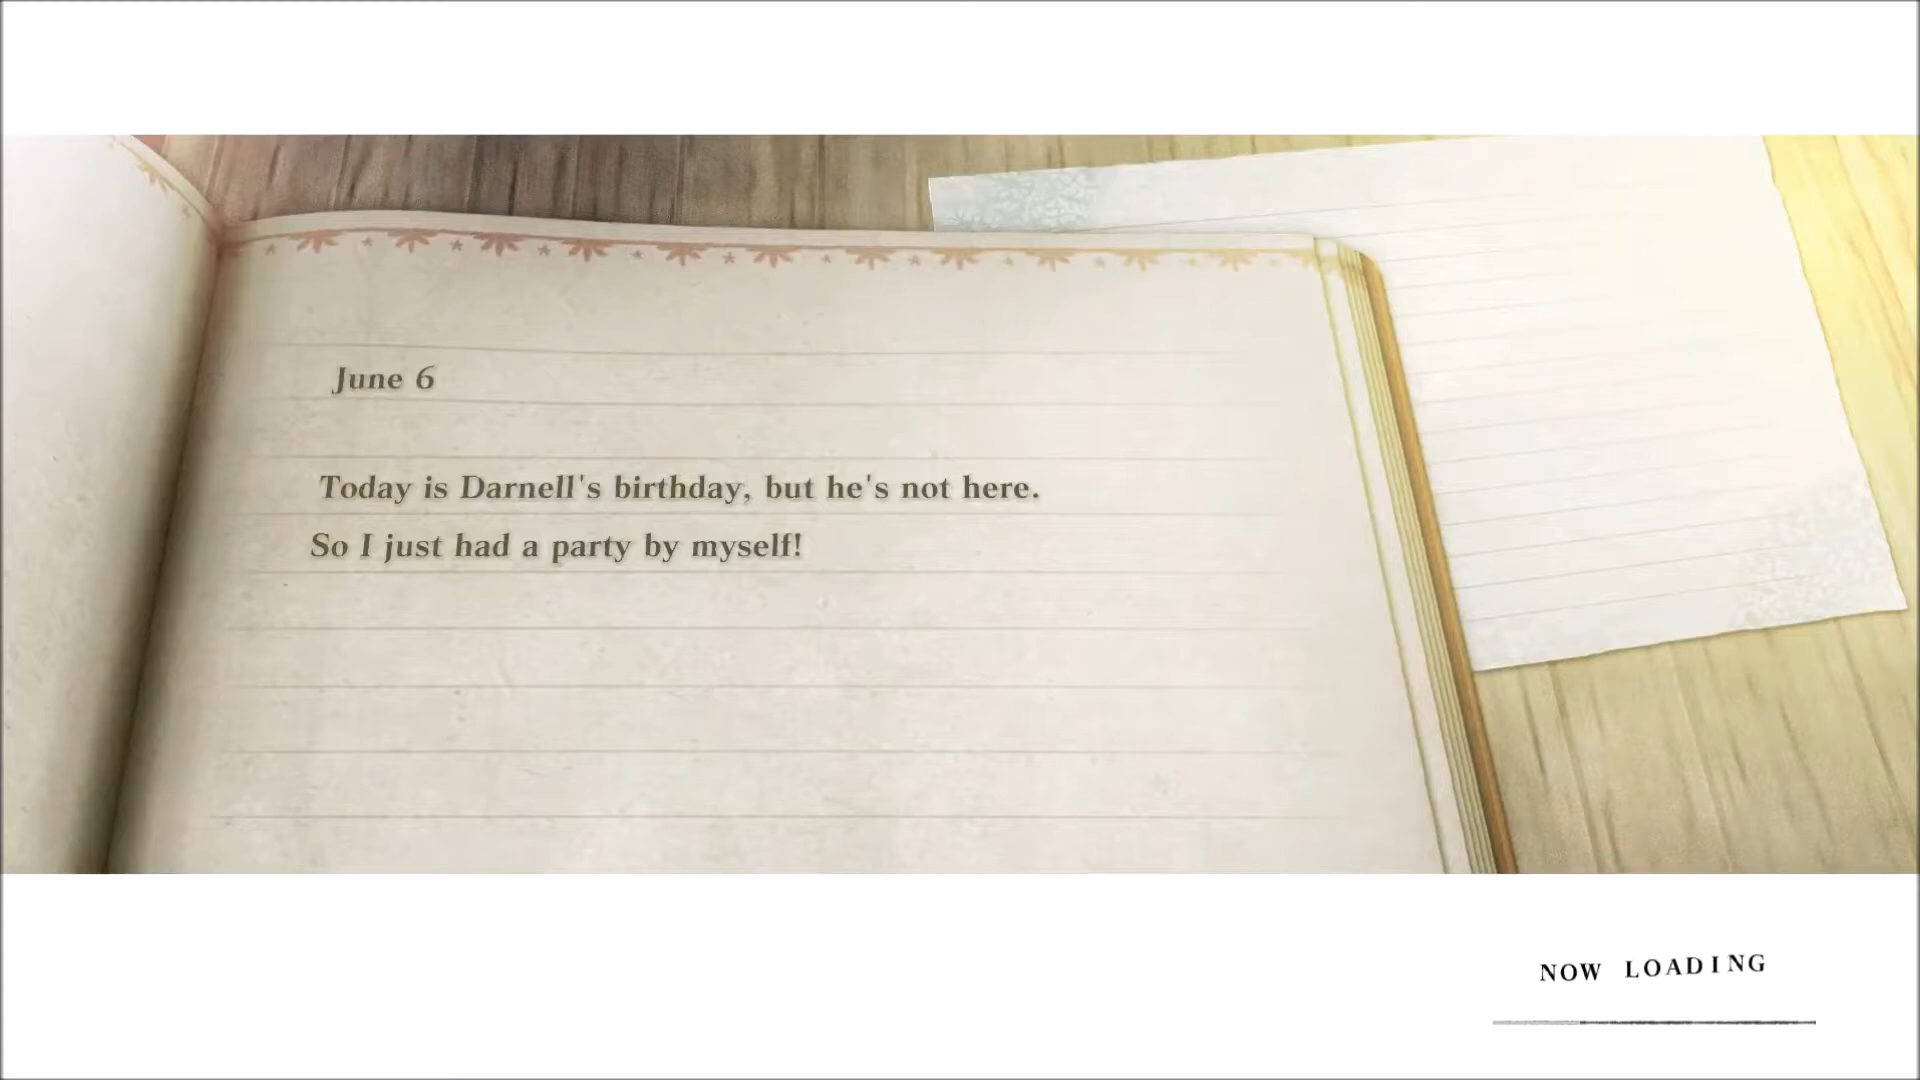 June 6
Today is Darnell's birthday, but he's not here.
So I just had a party by myself!
NOW LOADING